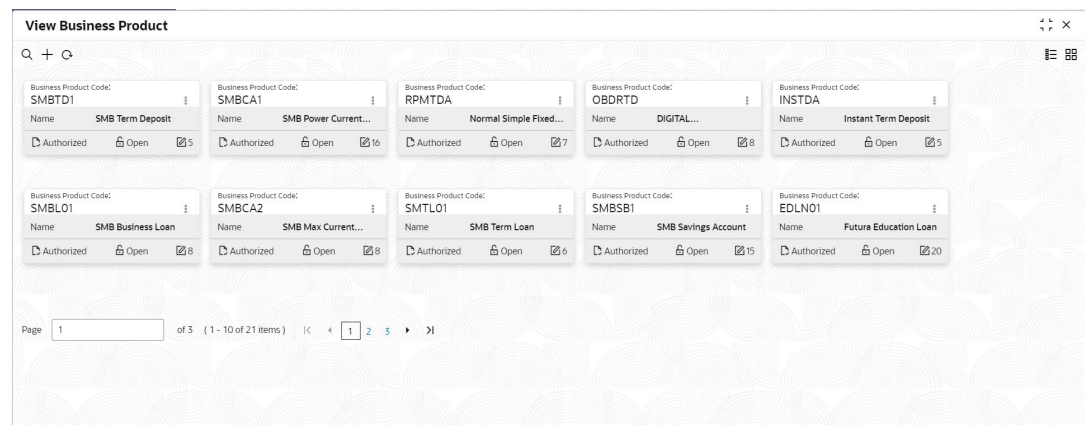 View Business Product
Business Product Code:
SMBTD1
Name SMB Term Deposit
Authorized Open 5
Business Product Code:
SMBCA1
Name SMB Power Current...
Authorized Open 16
Business Product Code:
RPMTDA
Name Normal Simple Fixed...
Authorized Open 7
Business Product Code:
OBDRTD
Name DIGITAL...
Authorized Open 8
Business Product Code:
INSTDA
Name Instant Term Deposit
Authorized Open 5
Business Product Code:
SMBL01
Name SMB Business Loan
Authorized Open 8
Business Product Code:
SMBCA2
Name SMB Max Current...
Authorized Open 8
Business Product Code:
SMTL01
Name SMB Term Loan
Authorized Open 6
Business Product Code:
SMBSB1
Name SMB Savings Account
Authorized Open 15
Business Product Code:
EDLN01
Name Futura Education Loan
Authorized Open 20
Page 1 of 3 (1 - 10 of 21 items) 1 2 3